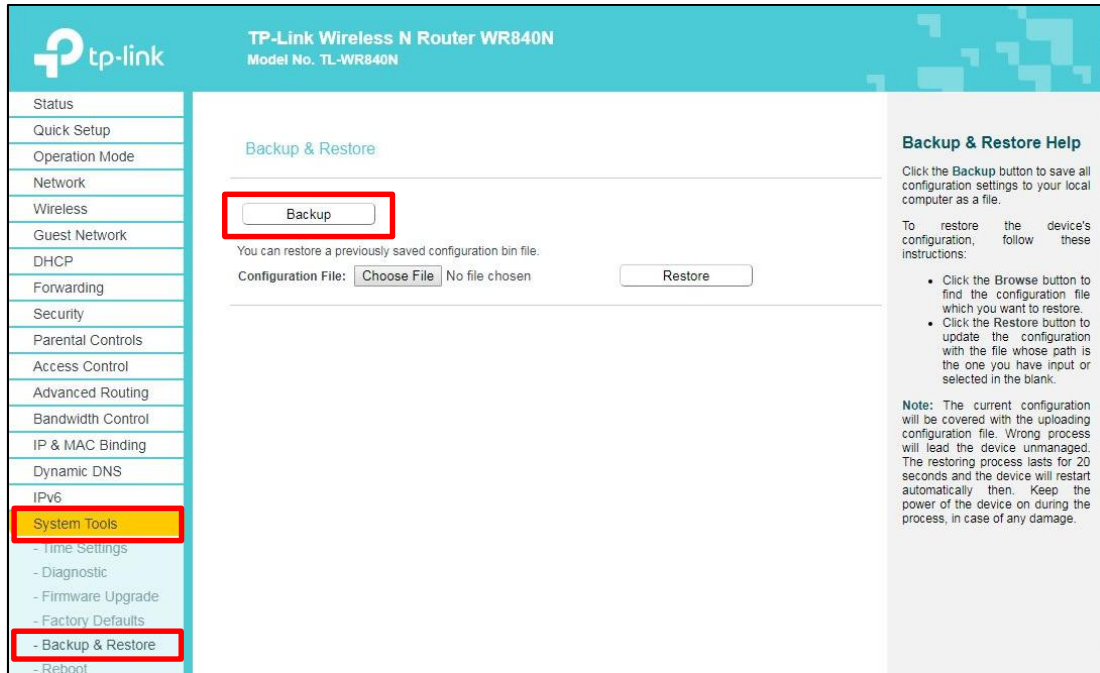 tp-link
TP-Link Wireless N Router WR840N
Model No. TL-WR840N
Status
Quick Setup
Operation Mode
Network
Wireless
Guest Network
DHCP
Forwarding
Security
Parental Controls
Access Control
Advanced Routing
Bandwidth Control
IP & MAC Binding
Dynamic DNS
IPv6
System Tools
- Time Settings
- Diagnostic
- Firmware Upgrade
- Factory Defaults
- Backup & Restore
- Reboot
Backup & Restore
Backup
You can restore a previously saved configuration bin file.
Configuration File: Choose File No file chosen Restore
Backup & Restore Help
Click the Backup button to save all
configuration settings to your local
computer as a file.
To restore the device's
configuration, follow these
instructions:
• Click the Browse button to
find the configuration file
which you want to restore.
• Click the Restore button to
update the configuration
with the file whose path is
the one you have input or
selected in the blank.
Note: The current configuration
will be covered with the uploading
configuration file. Wrong process
will lead the device unmanaged.
The restoring process lasts for 20
seconds and the device will restart
automatically then. Keep the
power of the device on during the
process, in case of any damage.